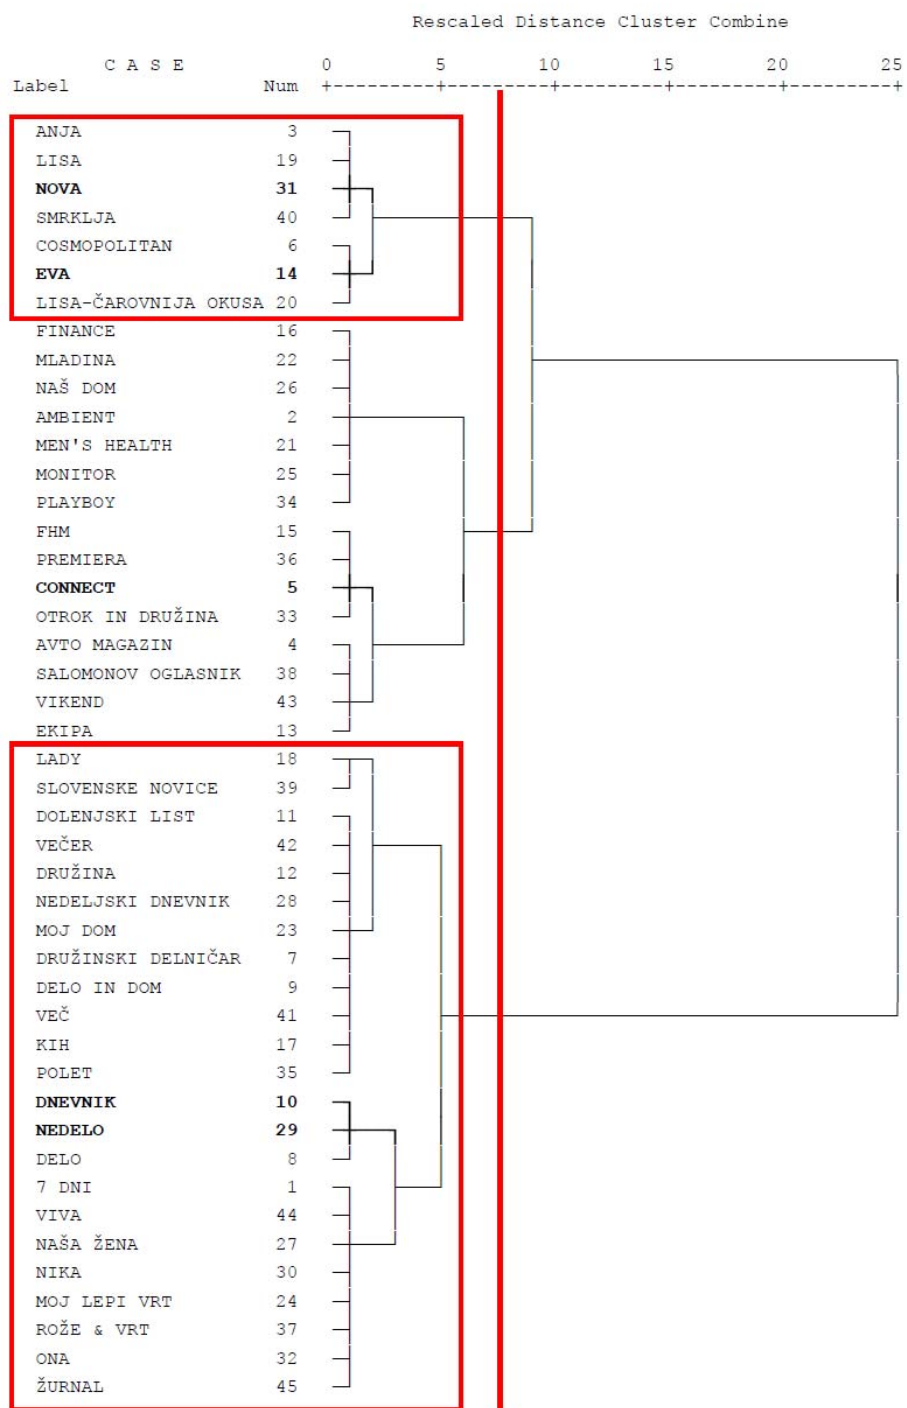 Rescaled Distance Cluster Combine
C A S E 0 5 10 15 20 25
Label Num +---------+---------+---------+---------+---------+
ANJA 3
LISA 19
NOVA 31
SMRKLJA 40
COSMOPOLITAN 6
EVA 14
LISA-ČAROVNIJA OKUSA 20
FINANCE 16
MLADINA 22
NAŠ DOM 26
AMBIENT 2
MEN'S HEALTH 21
MONITOR 25
PLAYBOY 34
FHM 15
PREMIERA 36
CONNECT 5
OTROK IN DRUŽINA 33
AVTO MAGAZIN 4
SALOMONOV OGLASNIK 38
VIKEND 43
EKIPA 13
LADY 18
SLOVENSKE NOVICE 39
DOLENJSKI LIST 11
VEČER 42
DRUŽINA 12
NEDELJSKI DNEVNIK 28
MOJ DOM 23
DRUŽINSKI DELNIČAR 7
DELO IN DOM 9
VEČ 41
KIH 17
POLET 35
DNEVNIK 10
NEDELO 29
DELO 8
7 DNI 1
VIVA 44
NAŠA ŽENA 27
NIKA 30
MOJ LEPI VRT 24
ROŽE & VRT 37
ONA 32
ŽURNAL 45